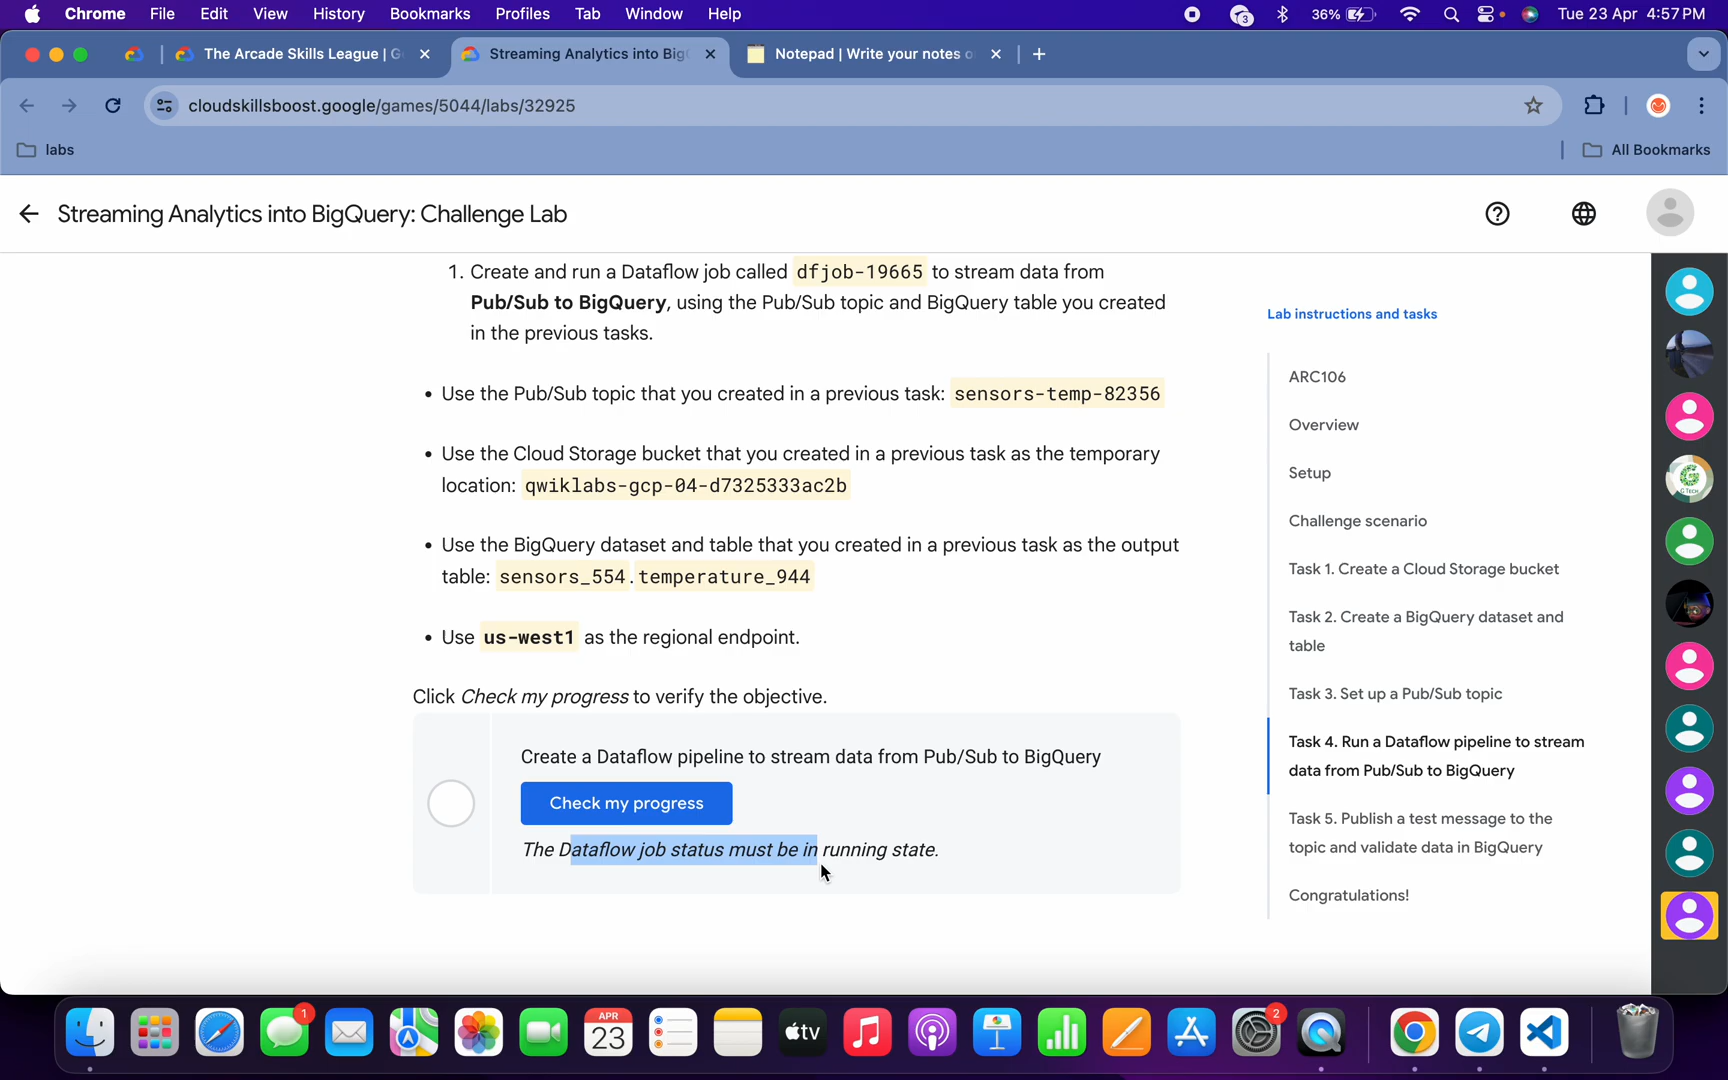 Chrome File Edit View History Bookmarks Profiles Tab Window Help 3 36% Tue 23 Apr 4:57 PM
The Arcade Skills League | G Streaming Analytics into Big Notepad | Write your notes o
cloudskillsboost.google/games/5044/labs/32925
labs All Bookmarks
Streaming Analytics into BigQuery: Challenge Lab
1. Create and run a Dataflow job called dfjob-19665 to stream data from
Pub/Sub to BigQuery, using the Pub/Sub topic and BigQuery table you created
in the previous tasks.
• Use the Pub/Sub topic that you created in a previous task: sensors-temp-82356
• Use the Cloud Storage bucket that you created in a previous task as the temporary
location: qwiklabs-gcp-04-d7325333ac2b
• Use the BigQuery dataset and table that you created in a previous task as the output
table: sensors_554.temperature_944
• Use us-west1 as the regional endpoint.
Click Check my progress to verify the objective.
Create a Dataflow pipeline to stream data from Pub/Sub to BigQuery
Check my progress
The Dataflow job status must be in running state.
Lab instructions and tasks
ARC106
Overview
Setup
Challenge scenario
Task 1. Create a Cloud Storage bucket
Task 2. Create a BigQuery dataset and
table
Task 3. Set up a Pub/Sub topic
Task 4. Run a Dataflow pipeline to stream
data from Pub/Sub to BigQuery
Task 5. Publish a test message to the
topic and validate data in BigQuery
Congratulations!
G TECH
1
APR
23
tv
2